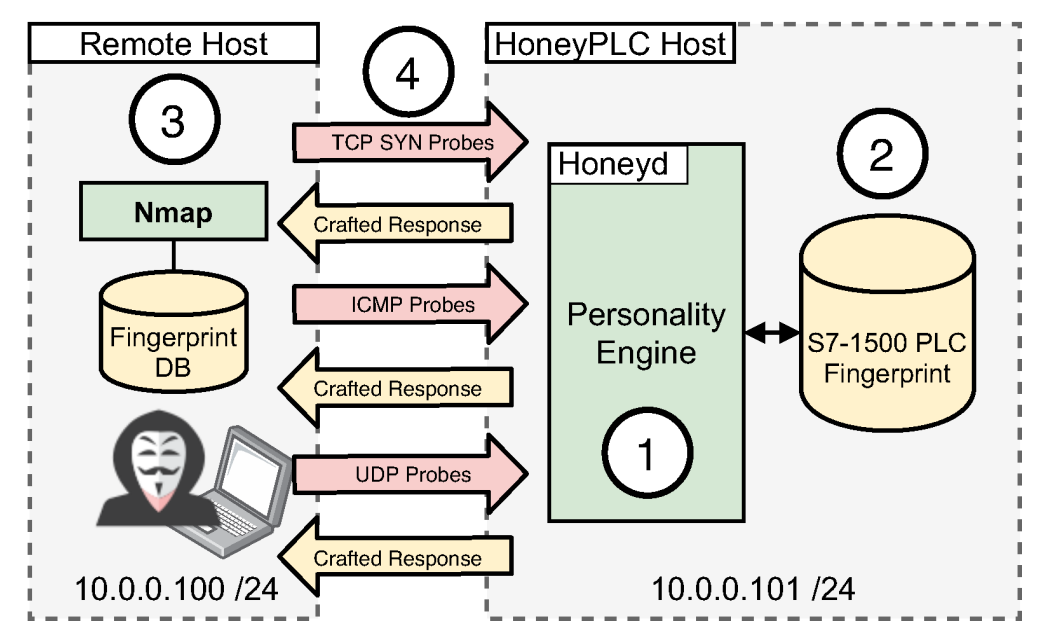 Remote Host
HoneyPLC Host
3
4
2
TCP SYN Probes
Honeyd
Nmap
Crafted Response
ICMP Probes
Personality
Engine
Fingerprint
DB
S7-1500 PLC
Fingerprint
Crafted Response
1
UDP Probes
Crafted Response
10.0.0.100 /24
10.0.0.101 /24